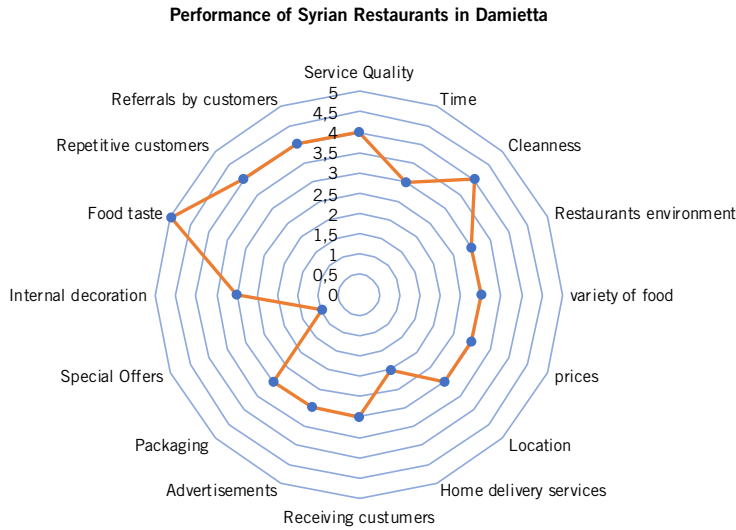 Performance of Syrian Restaurants in Damietta
Service Quality
Time
Cleanness
Restaurants environment
variety of food
prices
Location
Home delivery services
Receiving custumers
Advertisements
Packaging
Special Offers
Internal decoration
Food taste
Repetitive customers
Referrals by customers
5
4,5
4
3,5
3
2,5
2
1,5
1
0,5
0